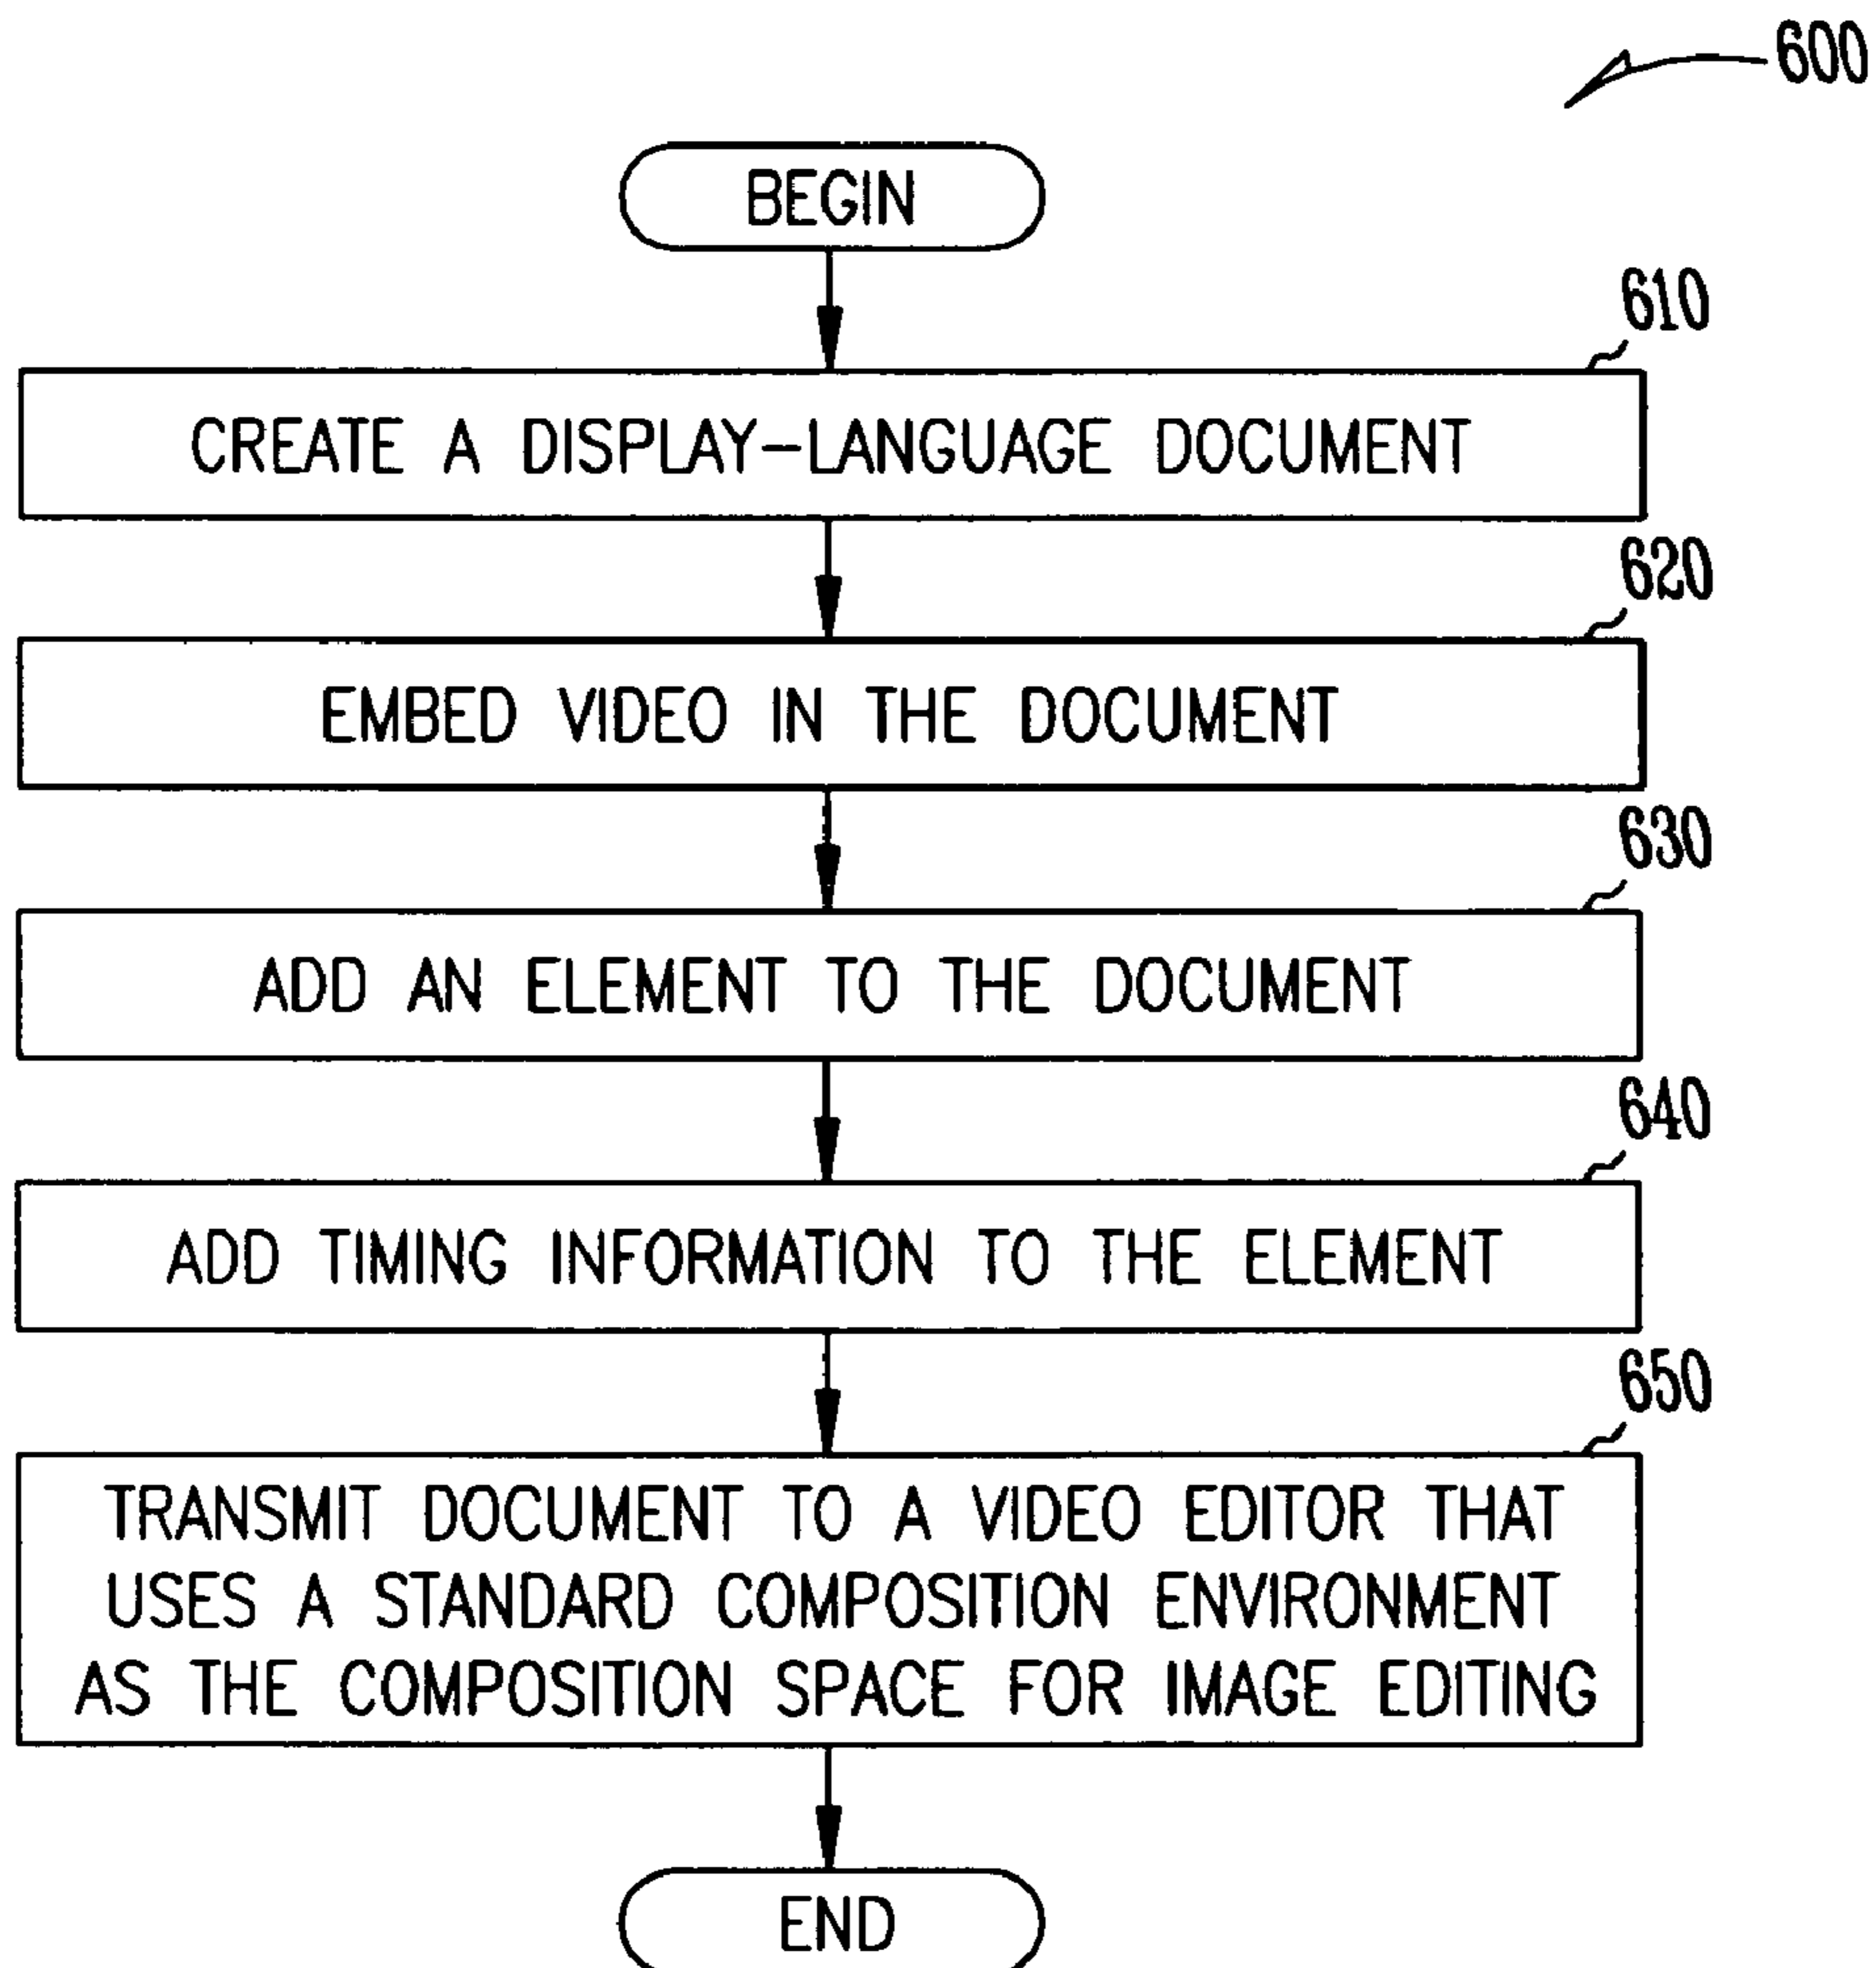 600
BEGIN
610
CREATE A DISPLAY-LANGUAGE DOCUMENT
620
EMBED VIDEO IN THE DOCUMENT
630
ADD AN ELEMENT TO THE DOCUMENT
640
ADD TIMING INFORMATION TO THE ELEMENT
650
TRANSMIT DOCUMENT TO A VIDEO EDITOR THAT
USES A STANDARD COMPOSITION ENVIRONMENT
AS THE COMPOSITION SPACE FOR IMAGE EDITING
END